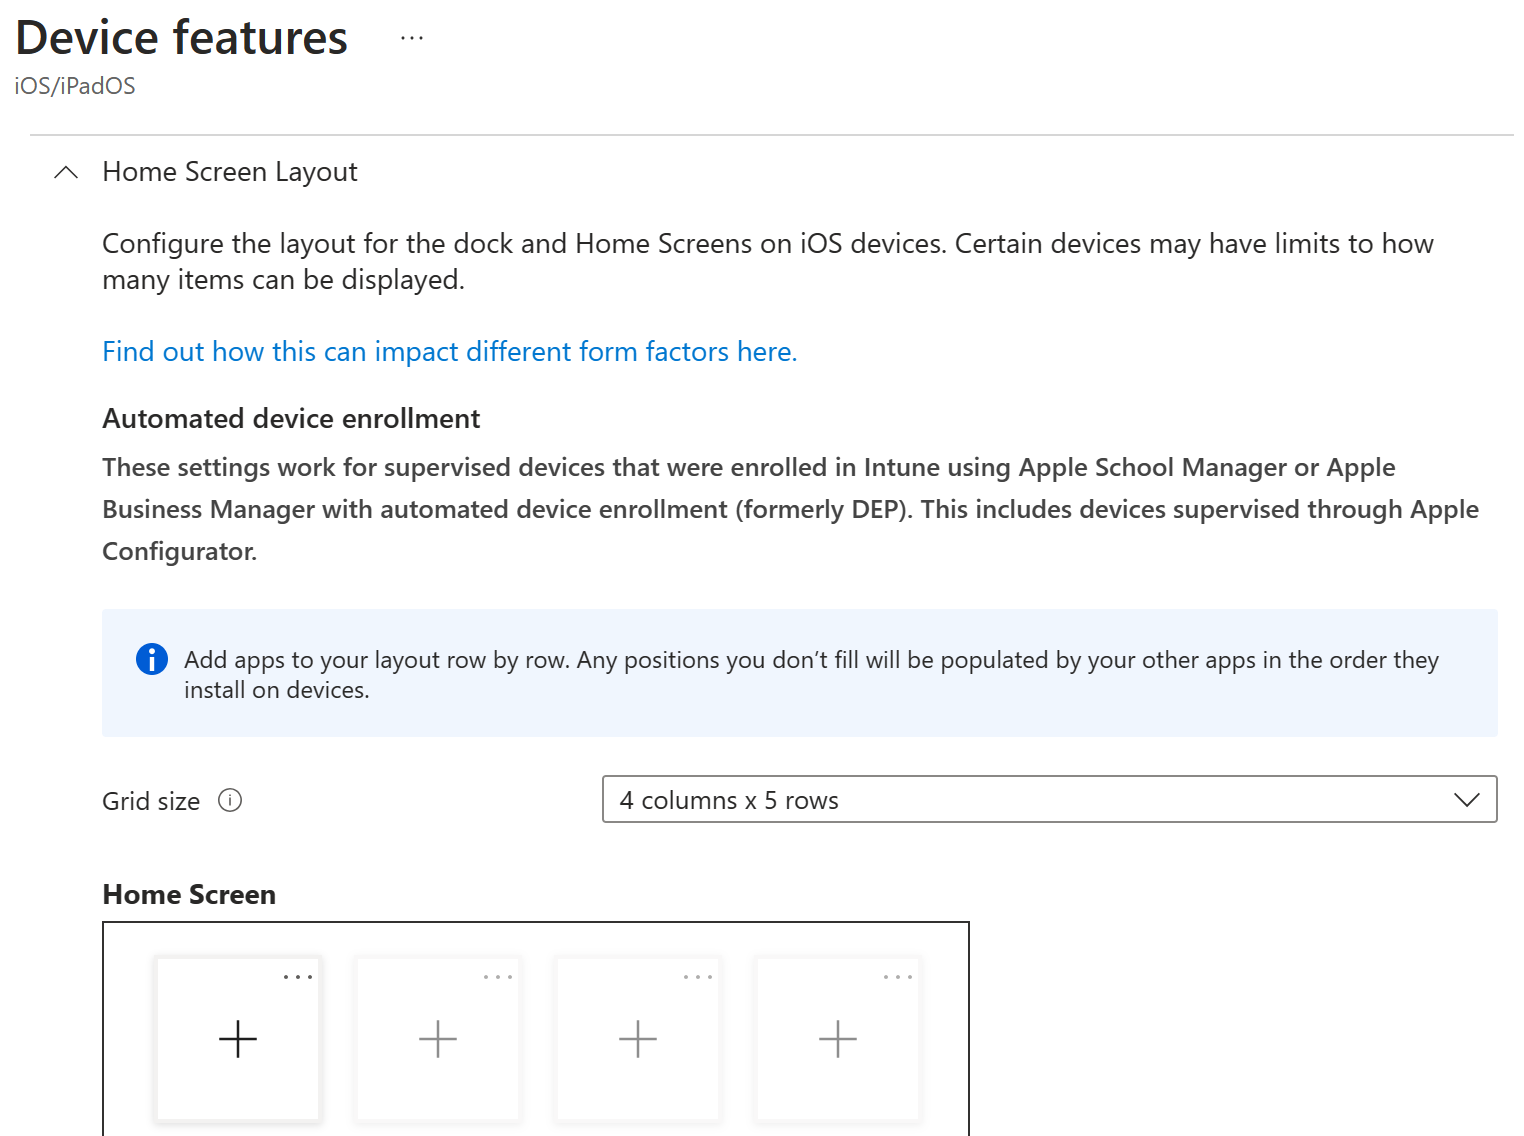 Device features
iOS/iPadOS
Home Screen Layout
Configure the layout for the dock and Home Screens on iOS devices. Certain devices may have limits to how
many items can be displayed.
Find out how this can impact different form factors here.
Automated device enrollment
These settings work for supervised devices that were enrolled in Intune using Apple School Manager or Apple
Business Manager with automated device enrollment (formerly DEP). This includes devices supervised through Apple
Configurator.
Add apps to your layout row by row. Any positions you don’t fill will be populated by your other apps in the order they
install on devices.
Grid size
4 columns x 5 rows
Home Screen